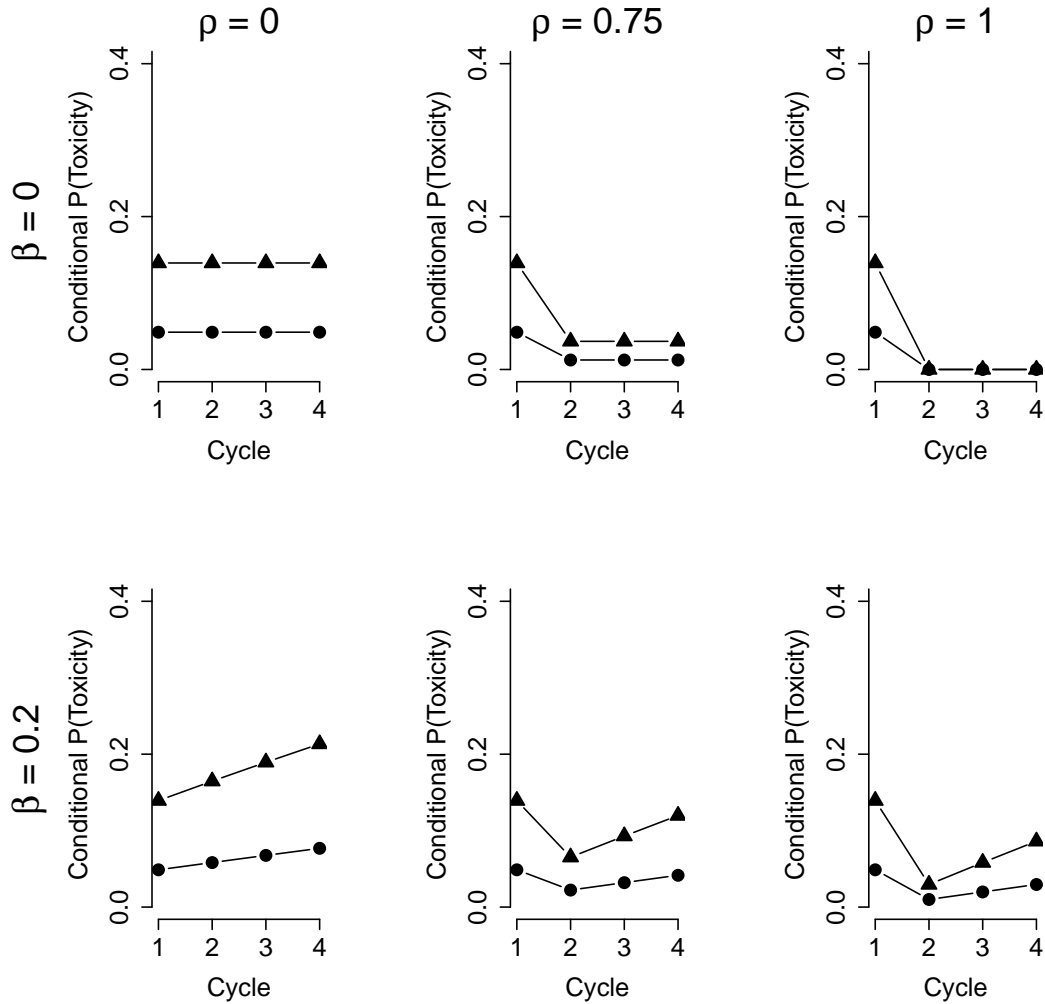 ρ = 0
ρ = 0.75
ρ = 1
β = 0
Conditional P(Toxicity)
0.4
0.2
0.0
1 2 3 4
Cycle
Conditional P(Toxicity)
0.4
0.2
0.0
1 2 3 4
Cycle
Conditional P(Toxicity)
0.4
0.2
0.0
1 2 3 4
Cycle
β = 0.2
Conditional P(Toxicity)
0.4
0.2
0.0
1 2 3 4
Cycle
Conditional P(Toxicity)
0.4
0.2
0.0
1 2 3 4
Cycle
Conditional P(Toxicity)
0.4
0.2
0.0
1 2 3 4
Cycle